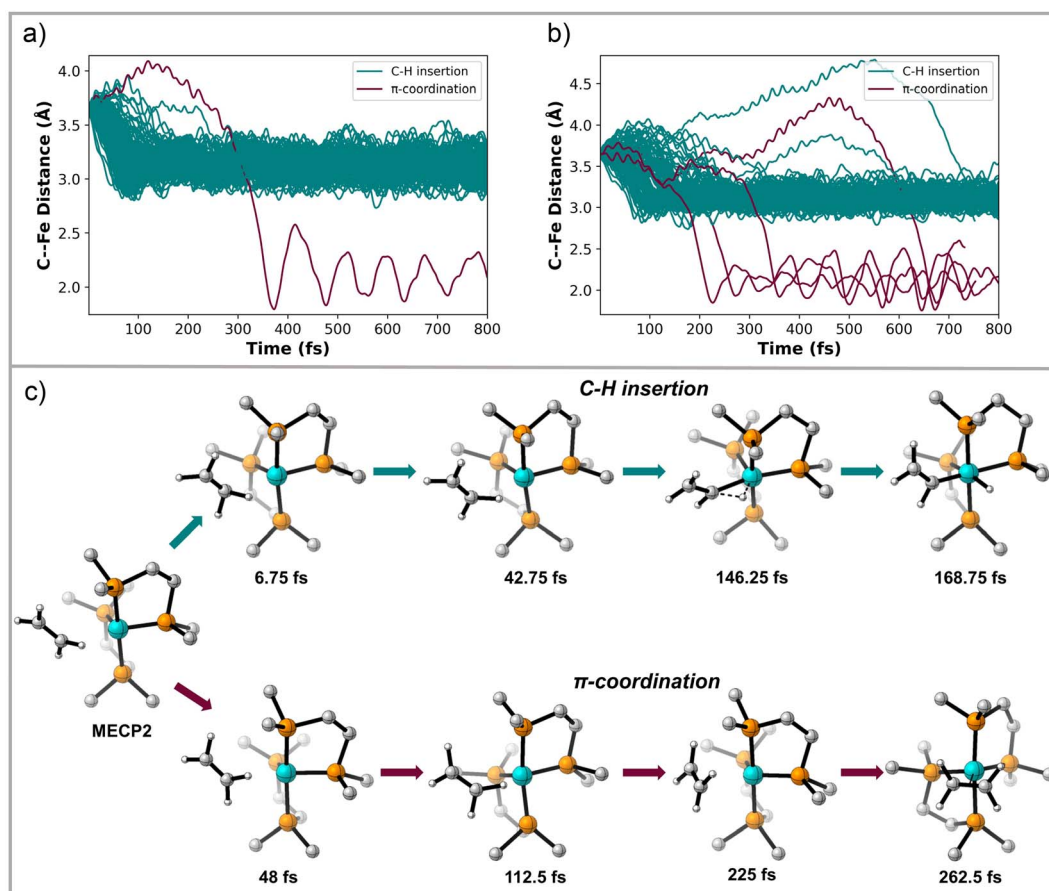 a)
b)
C-H insertion
π-coordination
C-H insertion
π-coordination
4.0
3.5
3.0
2.5
2.0
C--Fe Distance (Å)
100 200 300 400 500 600 700 800
Time (fs)
4.5
4.0
3.5
3.0
2.5
2.0
C--Fe Distance (Å)
100 200 300 400 500 600 700 800
Time (fs)
c)
C-H insertion
6.75 fs 42.75 fs 146.25 fs 168.75 fs
MECP2
π-coordination
48 fs 112.5 fs 225 fs 262.5 fs